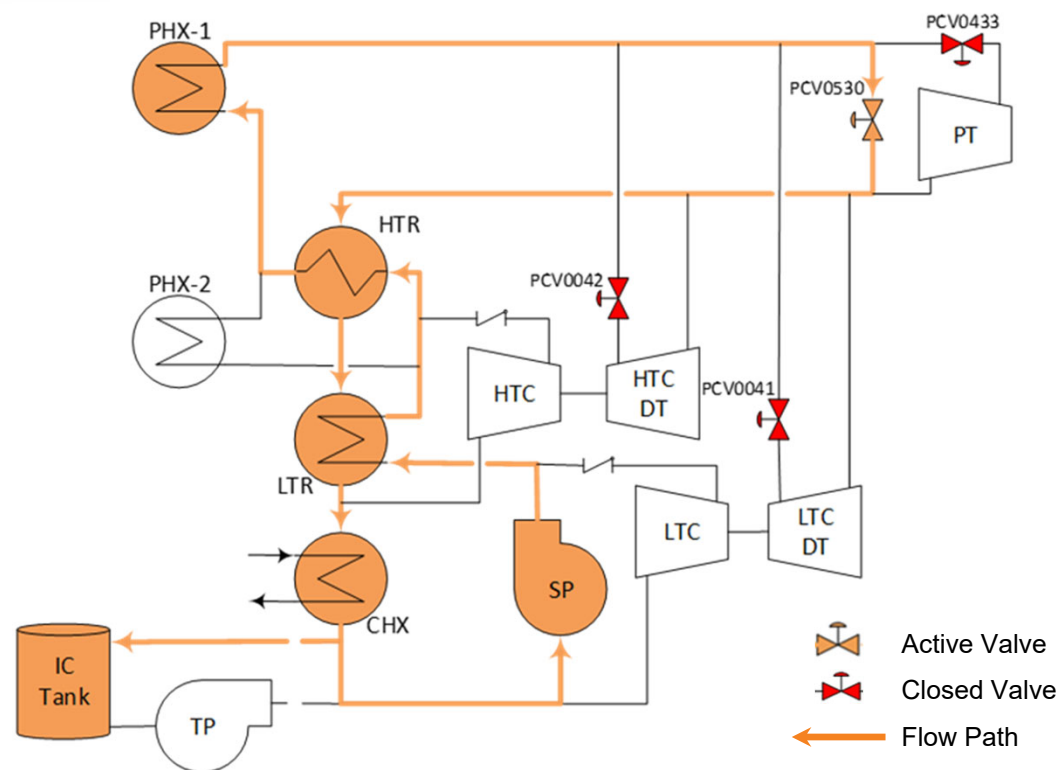 PHX-1
PCV0433
PCV0530
PT
HTR
PHX-2
PCV0042
HTC
HTC
DT
PCV0041
LTR
LTC
LTC
DT
SP
CHX
IC
Tank
TP
Active Valve
Closed Valve
Flow Path